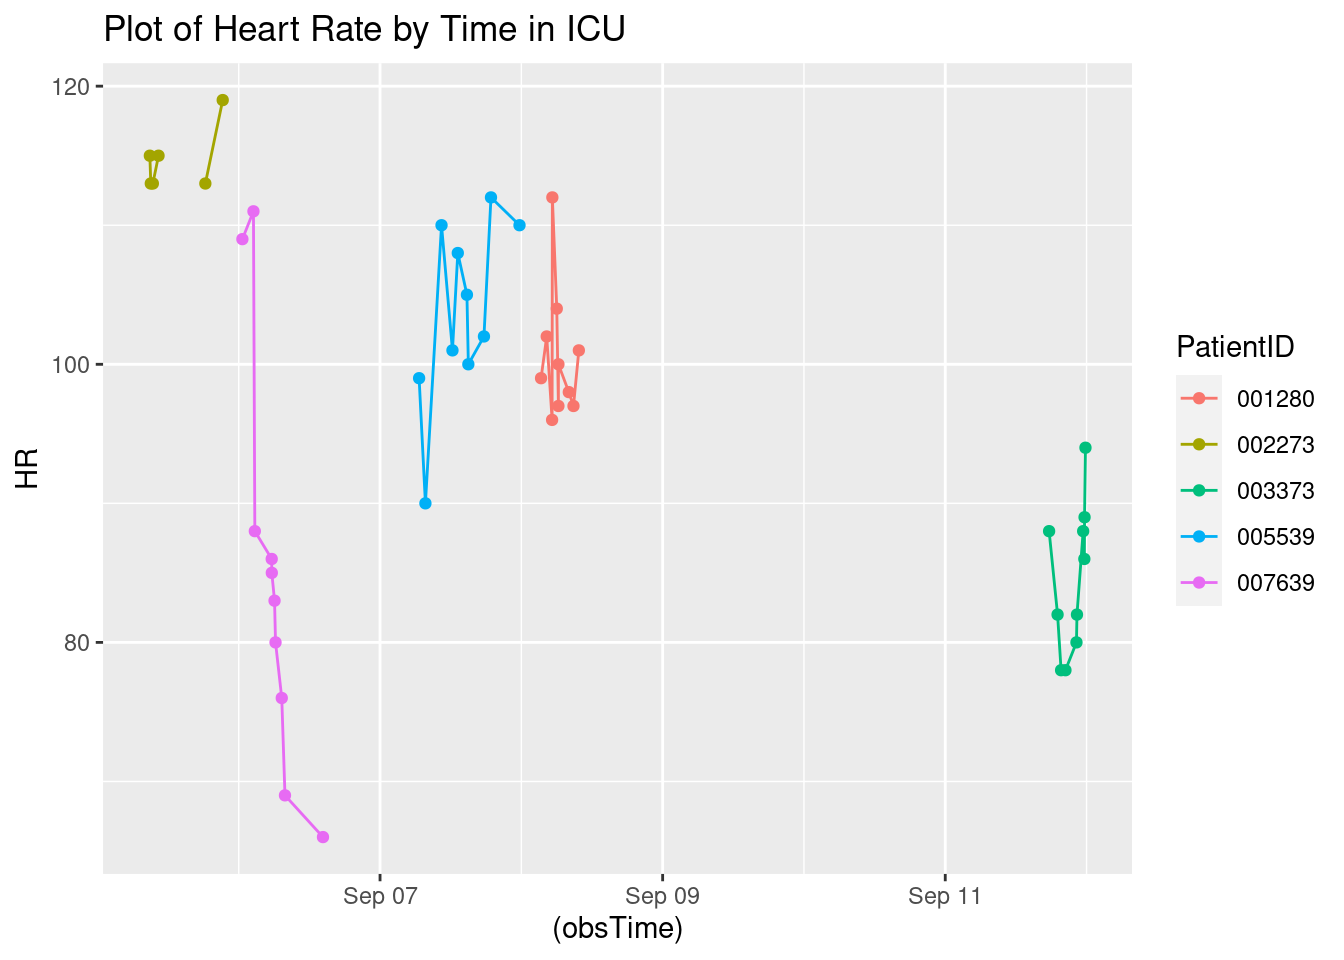 Plot of Heart Rate by Time in ICU
120
100
80
HR
Sep 07
Sep 09
Sep 11
(obsTime)
PatientID
001280
002273
003373
005539
007639